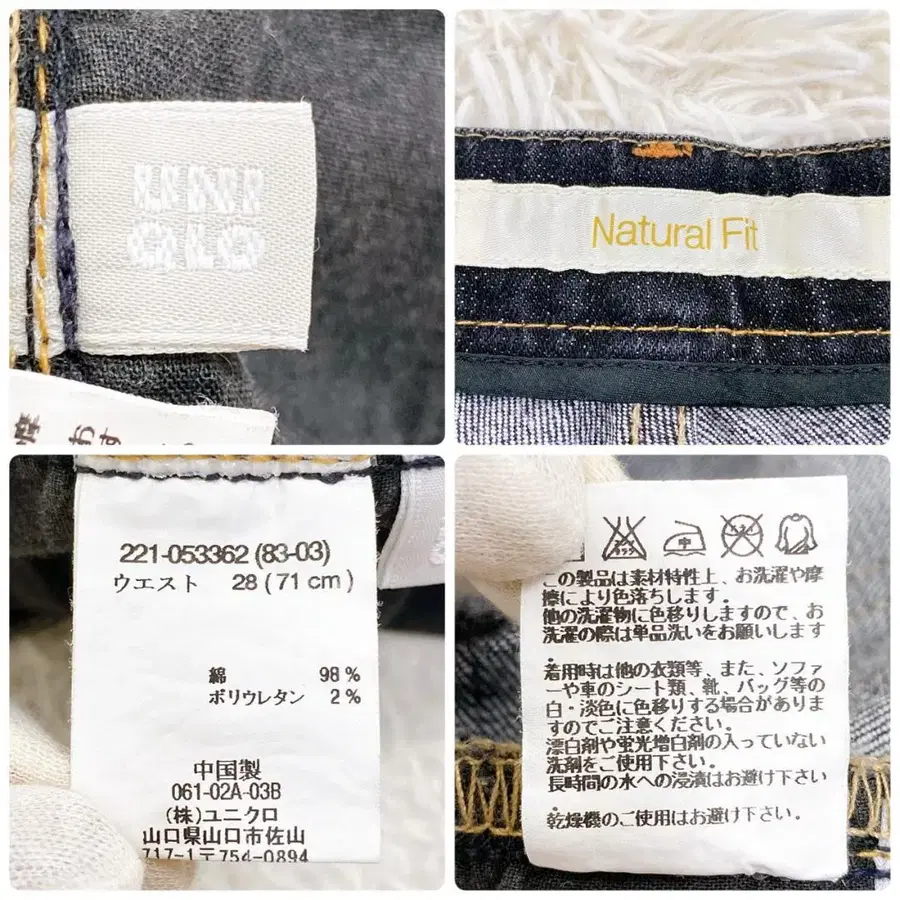 UNI
QLO
Natural Fit
221-053362 (83-03)
ウエスト 28 ( 71 cm )
綿 98 %
ポリウレタン 2 %
中国製
061-02A-03B
(株)ユニクロ
山口県山口市佐山
717-1〒754-0894
中
この製品は素材特性上、お洗濯や摩
擦により色落ちします。
他の洗濯物に色移りしますので、お
洗濯の際は単品洗いをお願いします
・
着用時は他の衣類等、また、ソファ
ーや車のシート類、靴、バッグ等の
白・淡色に色移りする場合がありま
すのでご注意ください。
漂白剤や蛍光増白剤の入っていない
洗剤をご使用下さい。
長時間の水への浸漬はお避け下さい
・
乾燥機のご使用はお避け下さい。